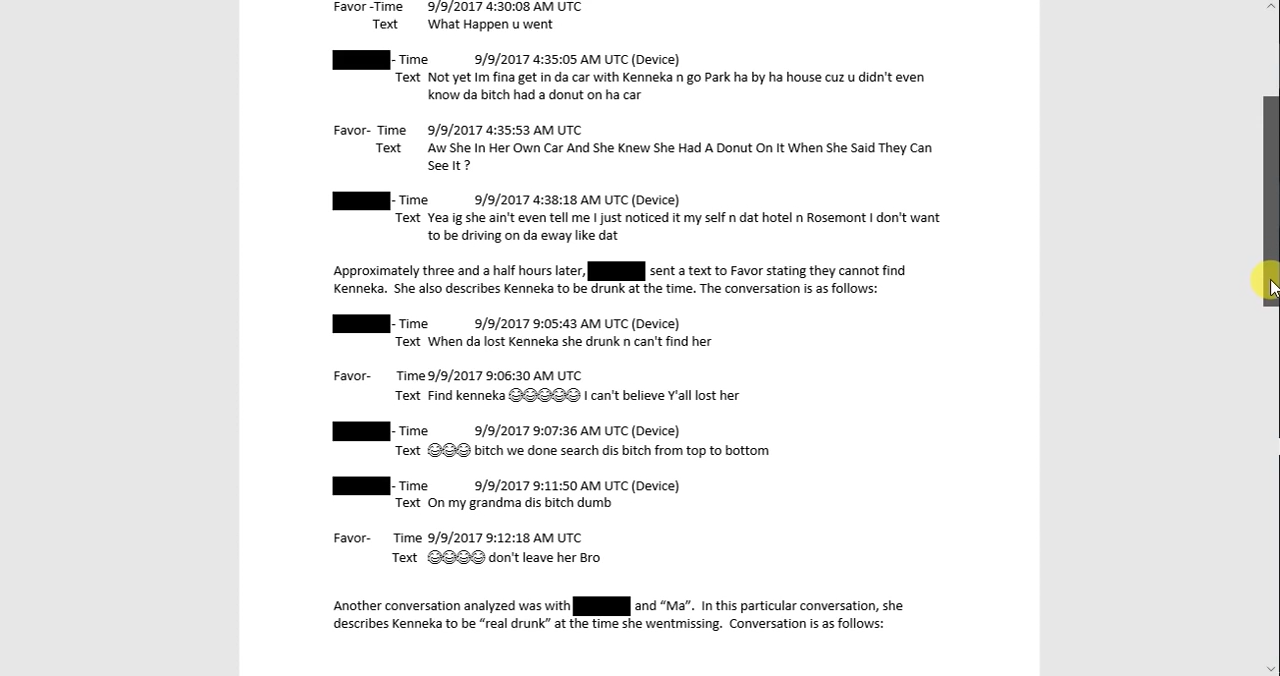 Favor -Time 9/9/2017 4:30:08 AM UTC
Text What Happen u went
- Time 9/9/2017 4:35:05 AM UTC (Device)
Text Not yet Im fina get in da car with Kenneka n go Park ha by ha house cuz u didn't even
know da bitch had a donut on ha car
Favor- Time 9/9/2017 4:35:53 AM UTC
Text Aw She In Her Own Car And She Knew She Had A Donut On It When She Said They Can
See It ?
- Time 9/9/2017 4:38:18 AM UTC (Device)
Text Yea ig she ain't even tell me I just noticed it my self n dat hotel n Rosemont I don't want
to be driving on da eway like dat
Approximately three and a half hours later, sent a text to Favor stating they cannot find
Kenneka. She also describes Kenneka to be drunk at the time. The conversation is as follows:
- Time 9/9/2017 9:05:43 AM UTC (Device)
Text When da lost Kenneka she drunk n can't find her
Favor- Time 9/9/2017 9:06:30 AM UTC
Text Find kenneka 😂😂😂😂😂 I can't believe Y'all lost her
- Time 9/9/2017 9:07:36 AM UTC (Device)
Text 😂😂😂 bitch we done search dis bitch from top to bottom
- Time 9/9/2017 9:11:50 AM UTC (Device)
Text On my grandma dis bitch dumb
Favor- Time 9/9/2017 9:12:18 AM UTC
Text 😂😂😂😂 don't leave her Bro
Another conversation analyzed was with and “Ma”. In this particular conversation, she
describes Kenneka to be “real drunk” at the time she wentmissing. Conversation is as follows: